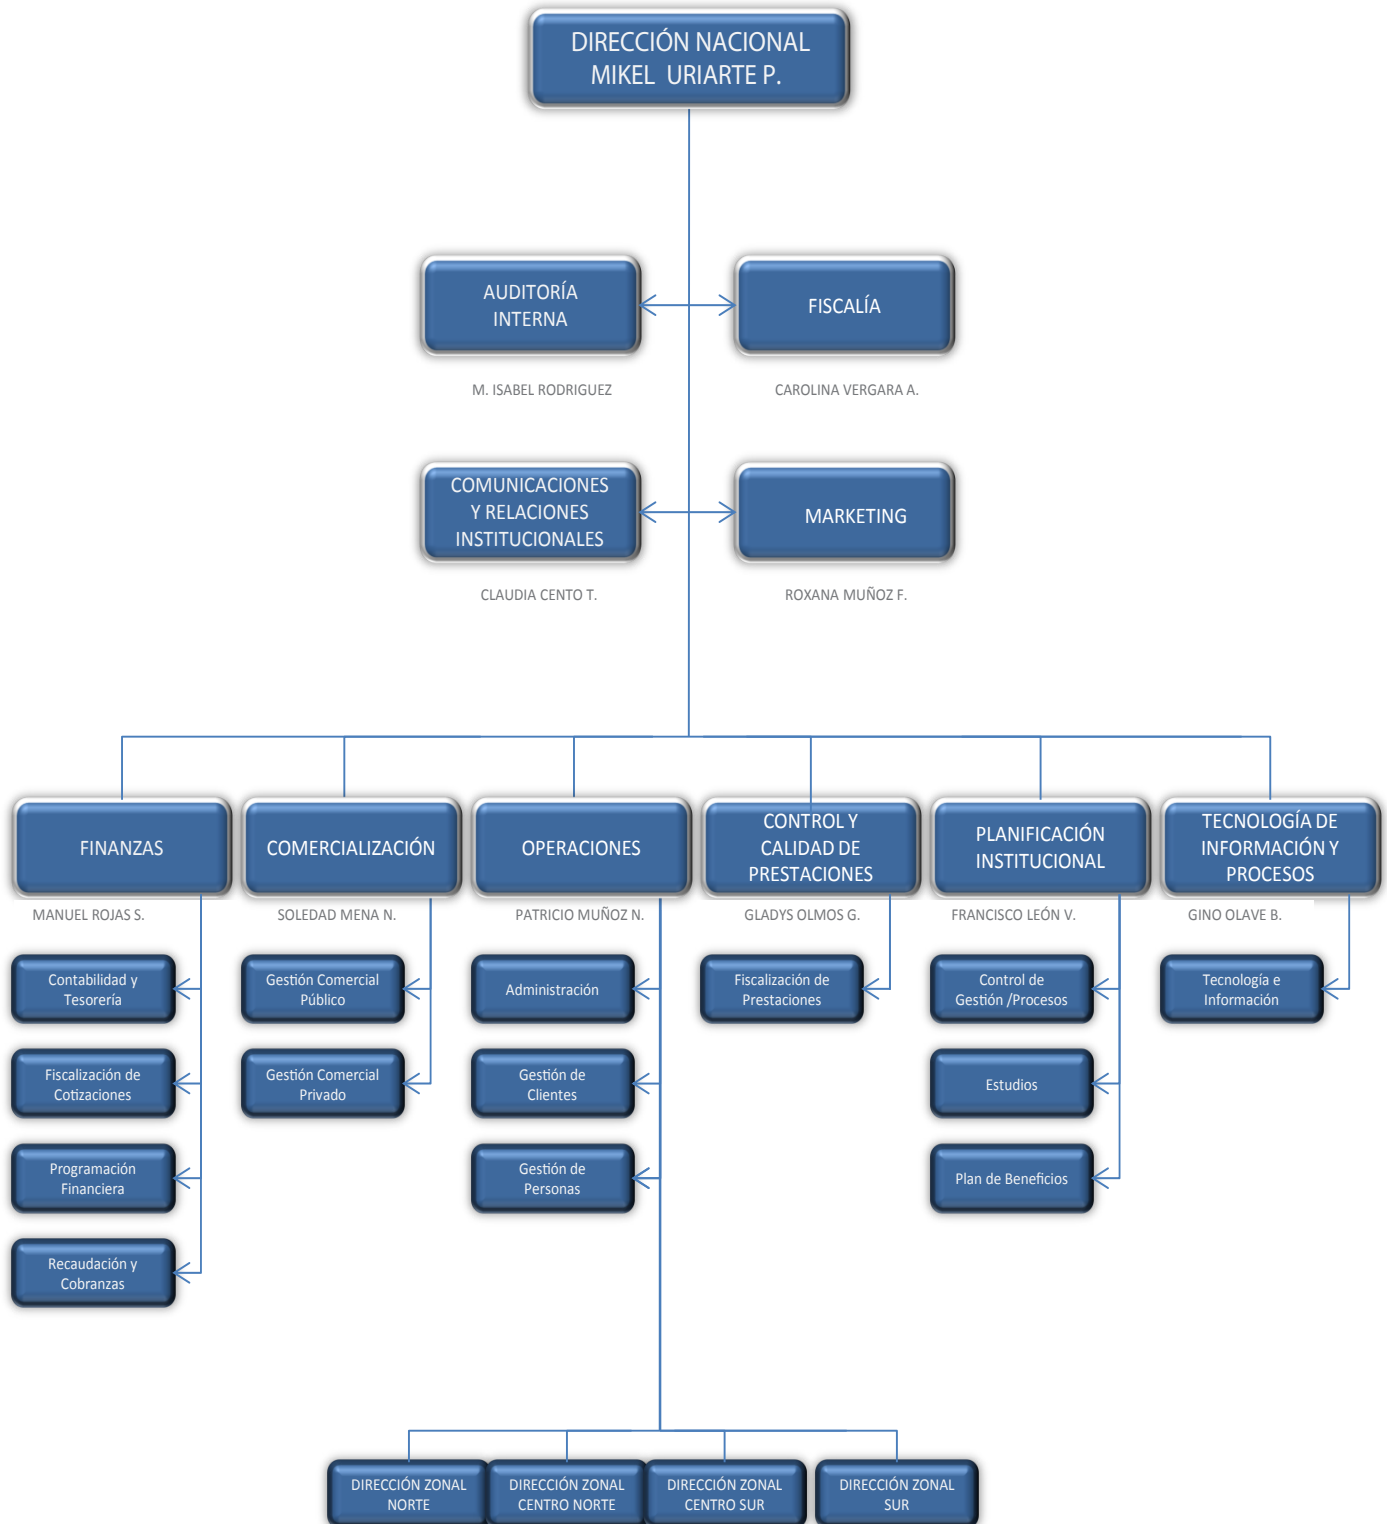 DIRECCIÓN NACIONAL
MIKEL URIARTE P.
AUDITORÍA
INTERNA
FISCALÍA
M. ISABEL RODRIGUEZ
CAROLINA VERGARA A.
COMUNICACIONES
Y RELACIONES
INSTITUCIONALES
MARKETING
CLAUDIA CENTO T.
ROXANA MUÑOZ F.
FINANZAS
COMERCIALIZACIÓN
OPERACIONES
CONTROL Y
CALIDAD DE
PRESTACIONES
PLANIFICACIÓN
INSTITUCIONAL
TECNOLOGÍA DE
INFORMACIÓN Y
PROCESOS
MANUEL ROJAS S.
SOLEDAD MENA N.
PATRICIO MUÑOZ N.
GLADYS OLMOS G.
FRANCISCO LEÓN V.
GINO OLAVE B.
Contabilidad y
Tesorería
Gestión Comercial
Público
Administración
Fiscalización de
Prestaciones
Control de
Gestión /Procesos
Tecnología e
Información
Fiscalización de
Cotizaciones
Gestión Comercial
Privado
Gestión de
Clientes
Estudios
Programación
Financiera
Gestión de
Personas
Plan de Beneficios
Recaudación y
Cobranzas
DIRECCIÓN ZONAL
NORTE
DIRECCIÓN ZONAL
CENTRO NORTE
DIRECCIÓN ZONAL
CENTRO SUR
DIRECCIÓN ZONAL
SUR